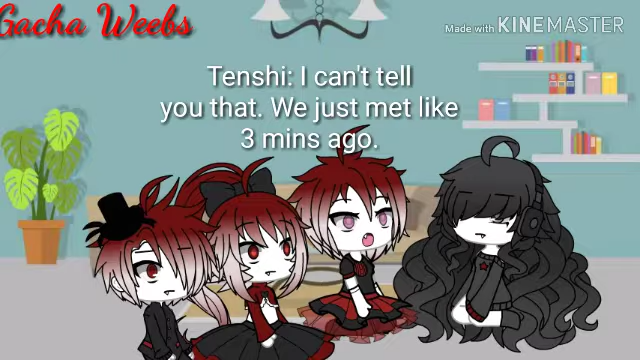 Gacha Weebs
Made with KINEMASTER
Tenshi: I can't tell
you that. We just met like
3 mins ago.